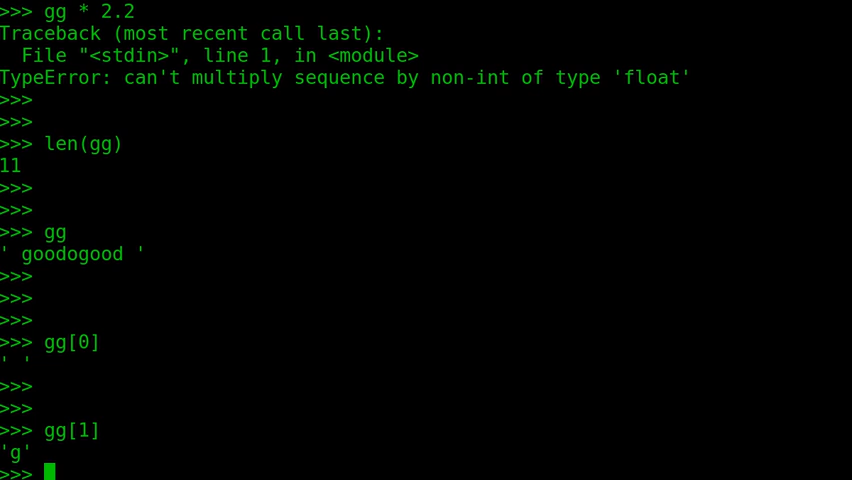 >>> gg * 2.2
Traceback (most recent call last):
  File "<stdin>", line 1, in <module>
TypeError: can't multiply sequence by non-int of type 'float'
>>>
>>>
>>> len(gg)
11
>>>
>>>
>>> gg
' goodogood '
>>>
>>>
>>>
>>> gg[0]
' '
>>>
>>>
>>> gg[1]
'g'
>>>